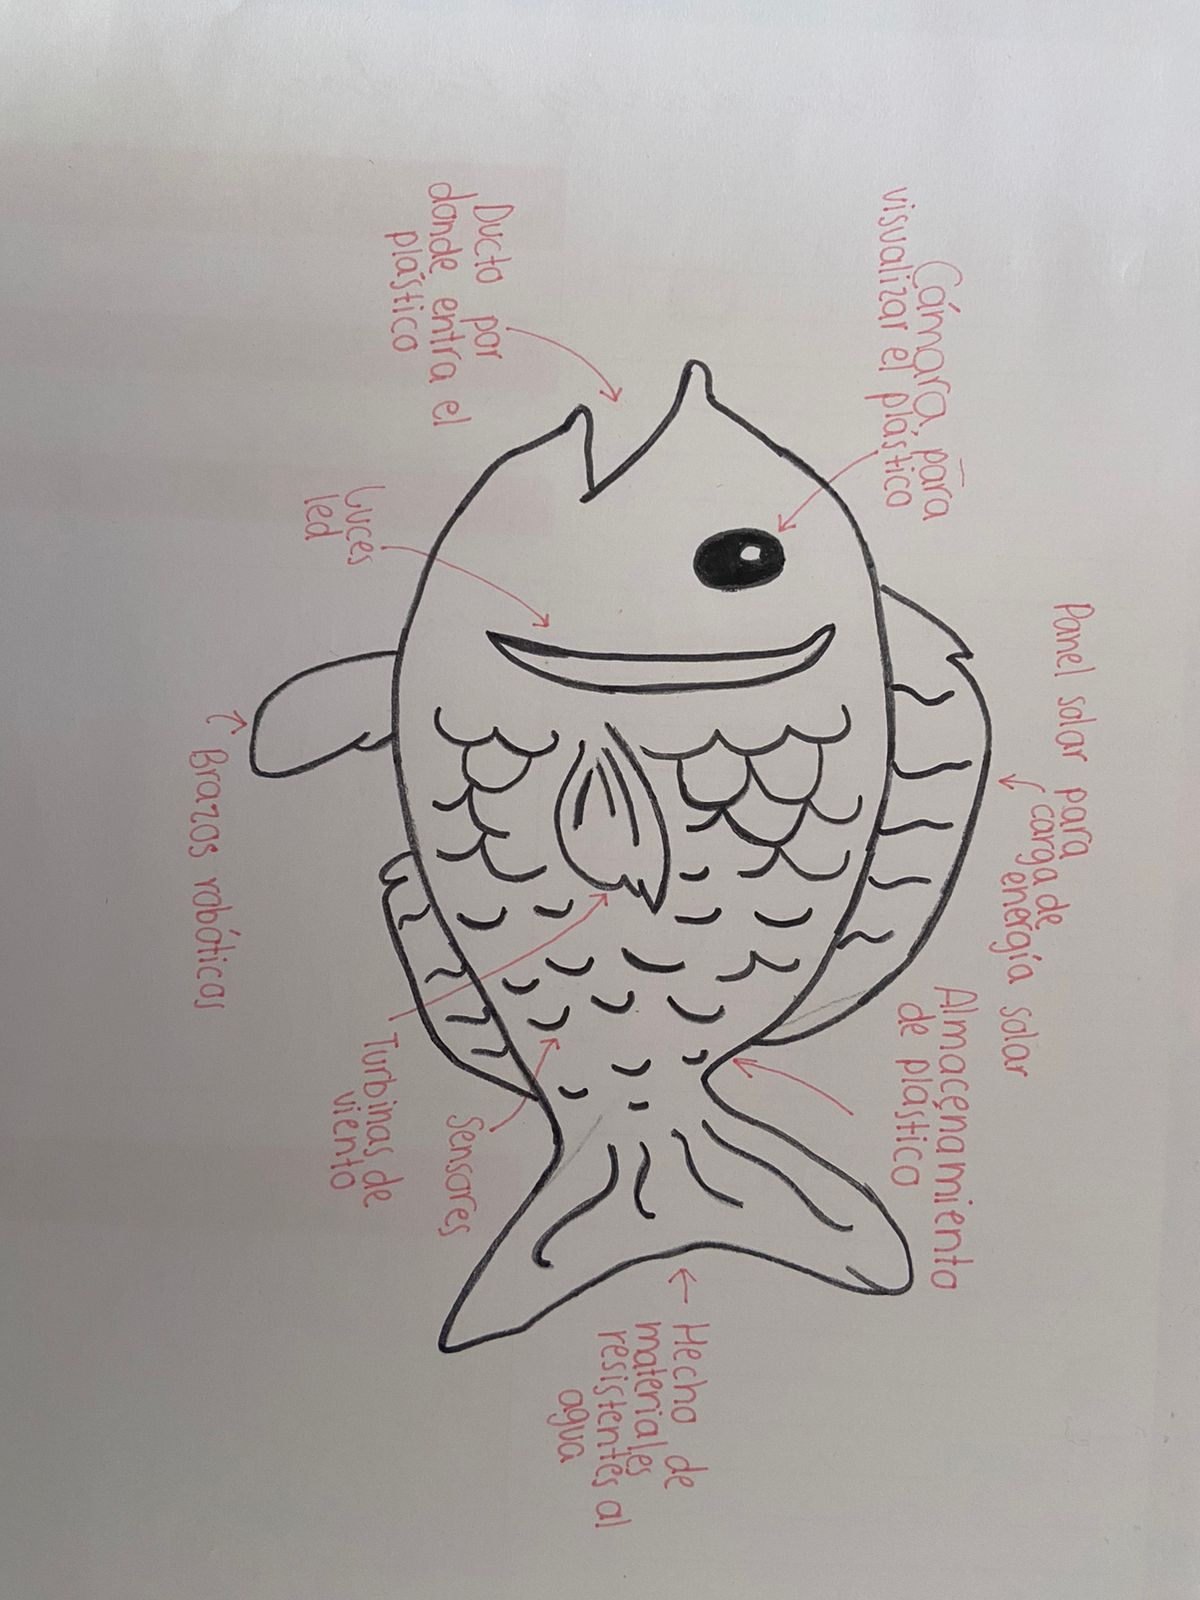 Panel solar para
carga de
energía solar
Cámara para
visualizar el plástico
Almacenamiento
de plástico
Hecho de
materiales
resistentes al
agua
Ducto por
donde entra el
plástico
Luces
led
Sensores
Turbinas de
viento
Brazos robóticos